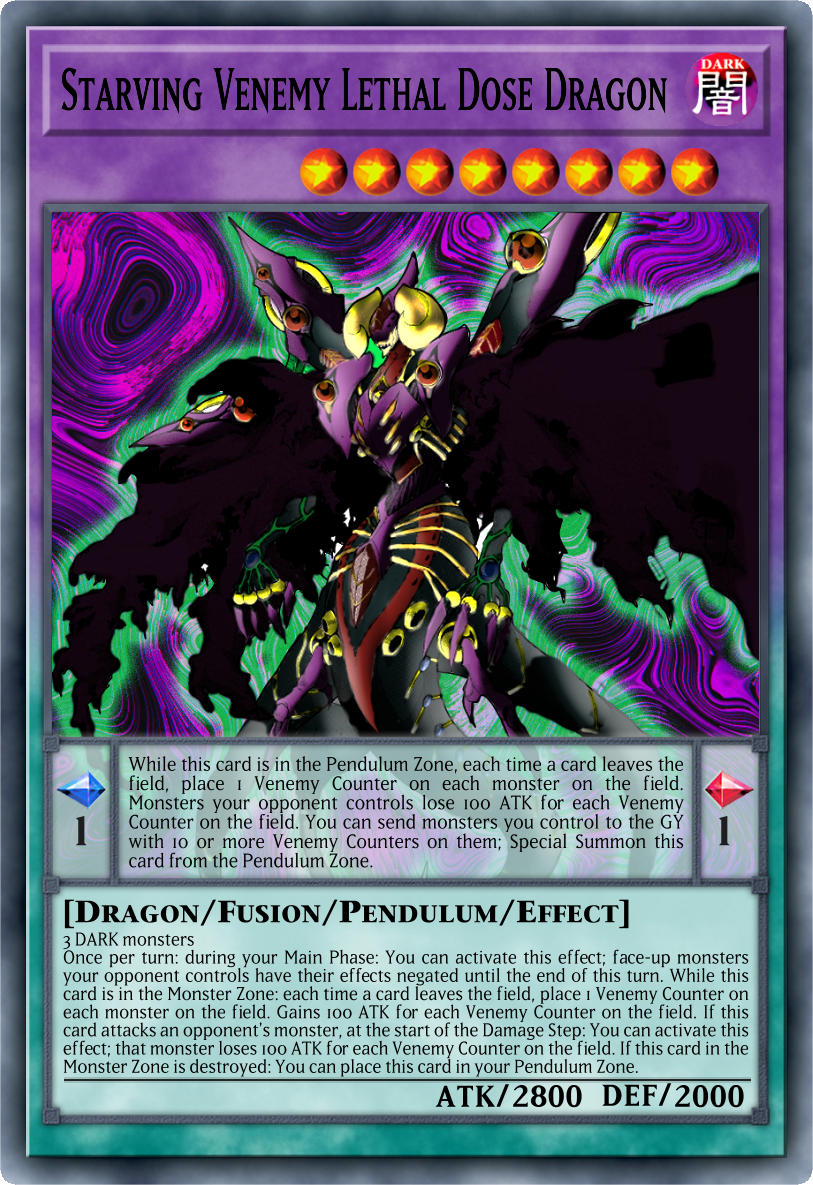 Starving Venemy Lethal Dose Dragon
DARK
闇
While this card is in the Pendulum Zone, each time a card leaves the
field, place 1 Venemy Counter on each monster on the field.
Monsters your opponent controls lose 100 ATK for each Venemy
Counter on the field. You can send monsters you control to the GY
with 10 or more Venemy Counters on them; Special Summon this
card from the Pendulum Zone.
1
1
[Dragon/Fusion/Pendulum/Effect]
3 DARK monsters
Once per turn: during your Main Phase: You can activate this effect; face-up monsters
your opponent controls have their effects negated until the end of this turn. While this
card is in the Monster Zone: each time a card leaves the field, place 1 Venemy Counter on
each monster on the field. Gains 100 ATK for each Venemy Counter on the field. If this
card attacks an opponent's monster, at the start of the Damage Step: You can activate this
effect; that monster loses 100 ATK for each Venemy Counter on the field. If this card in the
Monster Zone is destroyed: You can place this card in your Pendulum Zone.
ATK/2800 DEF/2000